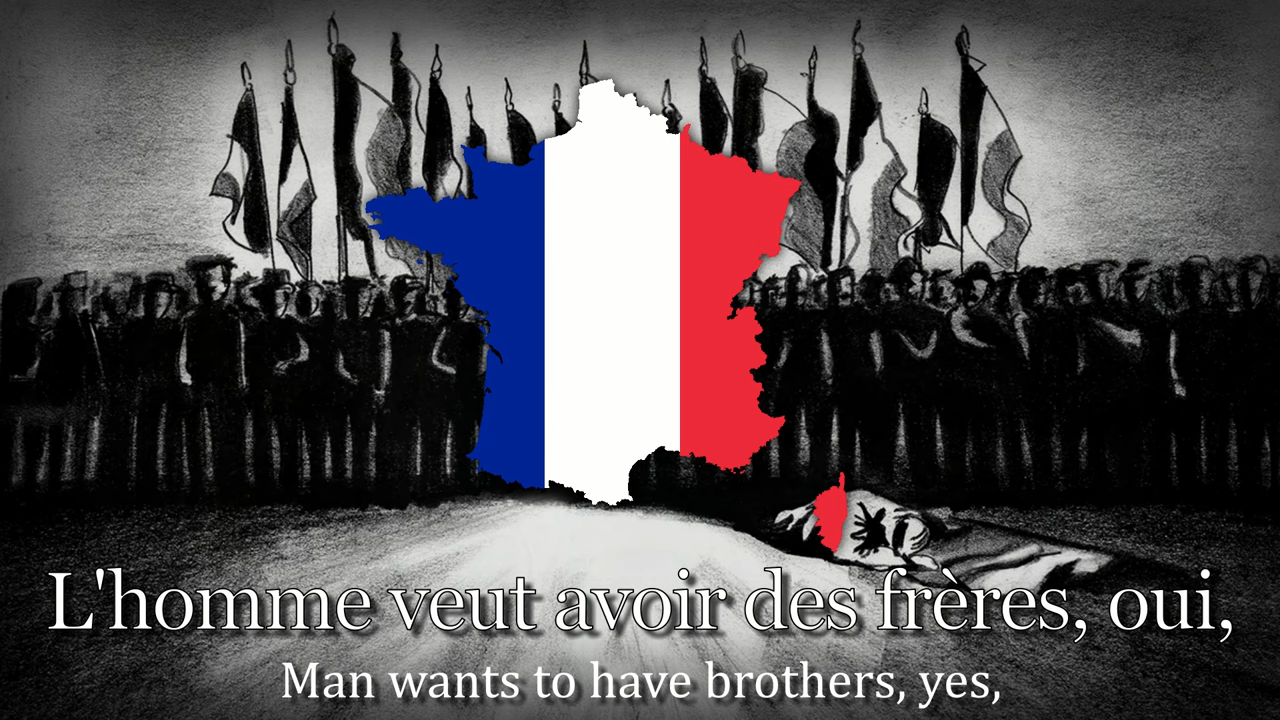 L'homme veut avoir des frères, oui,
Man wants to have brothers, yes,